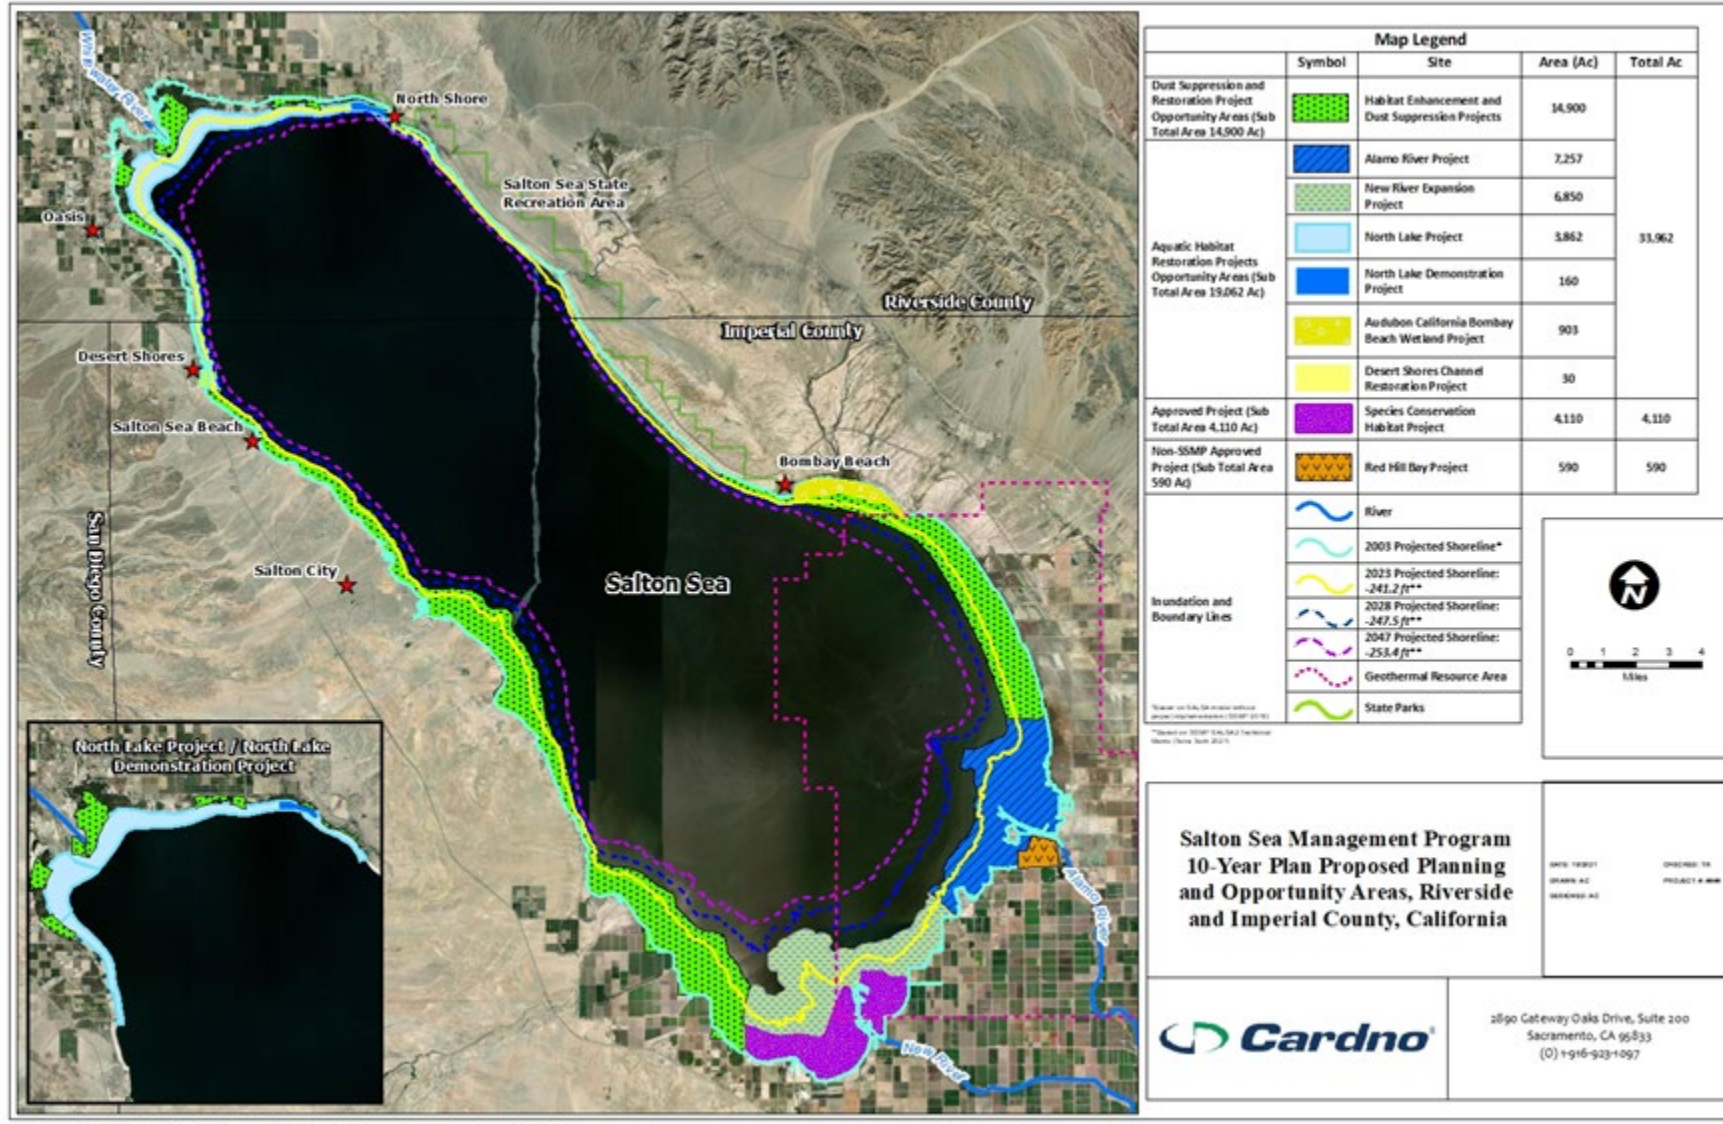 White water River
North Shore
Salton Sea State
Recreation Area
Oasis
Riverside County
Imperial County
Desert Shores
Salton Sea Beach
Bombay Beach
San Diego County
Salton City
Salton Sea
North Lake Project / North Lake
Demonstration Project
Alamo River
New River
Map Legend
Symbol
Site
Area (Ac)
Total Ac
Dust Suppression and
Restoration Project
Opportunity Areas (Sub
Total Area 14,900 Ac)
Habitat Enhancement and
Dust Suppression Projects
14,900
Aquatic Habitat
Restoration Projects
Opportunity Areas (Sub
Total Area 19,062 Ac)
Alamo River Project
7,257
New River Expansion
Project
6,850
North Lake Project
3,862
33,962
North Lake Demonstration
Project
160
Audubon California Bombay
Beach Wetland Project
903
Desert Shores Channel
Restoration Project
30
Approved Project (Sub
Total Area 4,110 Ac)
Species Conservation
Habitat Project
4,110
4,110
Non-SSMP Approved
Project (Sub Total Area
590 Ac)
Red Hill Bay Project
590
590
Inundation and
Boundary Lines
River
2003 Projected Shoreline*
2023 Projected Shoreline:
-241.2 ft**
2028 Projected Shoreline:
-247.5 ft**
2047 Projected Shoreline:
-253.4 ft**
Geothermal Resource Area
State Parks
N
0 1 2 3 4
Miles
Salton Sea Management Program
10-Year Plan Proposed Planning
and Opportunity Areas, Riverside
and Imperial County, California
Cardno
2890 Gateway Oaks Drive, Suite 200
Sacramento, CA 95833
(O) 1-916-923-1097